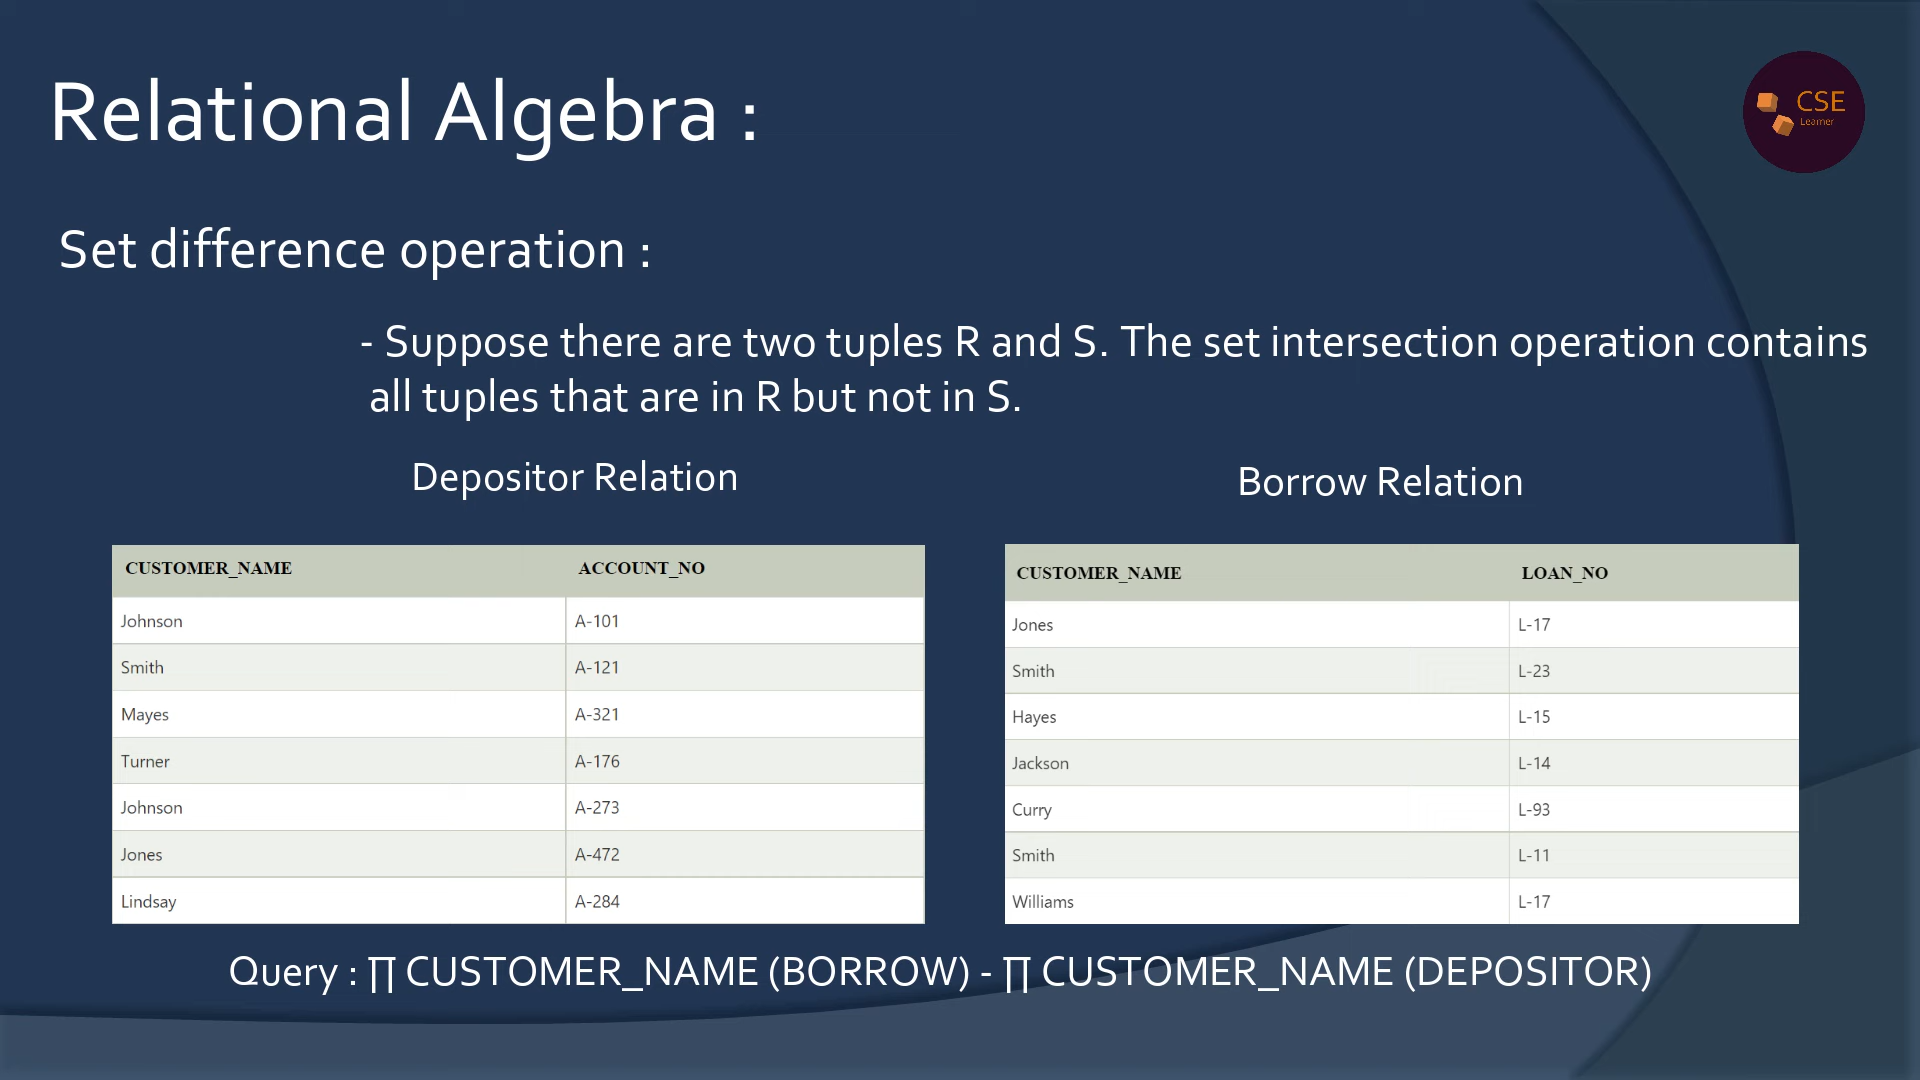 Relational Algebra :
CSE
Learner
Set difference operation :
- Suppose there are two tuples R and S. The set intersection operation contains
all tuples that are in R but not in S.
Depositor Relation
Borrow Relation
CUSTOMER_NAME ACCOUNT_NO
Johnson A-101
Smith A-121
Mayes A-321
Turner A-176
Johnson A-273
Jones A-472
Lindsay A-284
CUSTOMER_NAME LOAN_NO
Jones L-17
Smith L-23
Hayes L-15
Jackson L-14
Curry L-93
Smith L-11
Williams L-17
Query : ∏ CUSTOMER_NAME (BORROW) - ∏ CUSTOMER_NAME (DEPOSITOR)